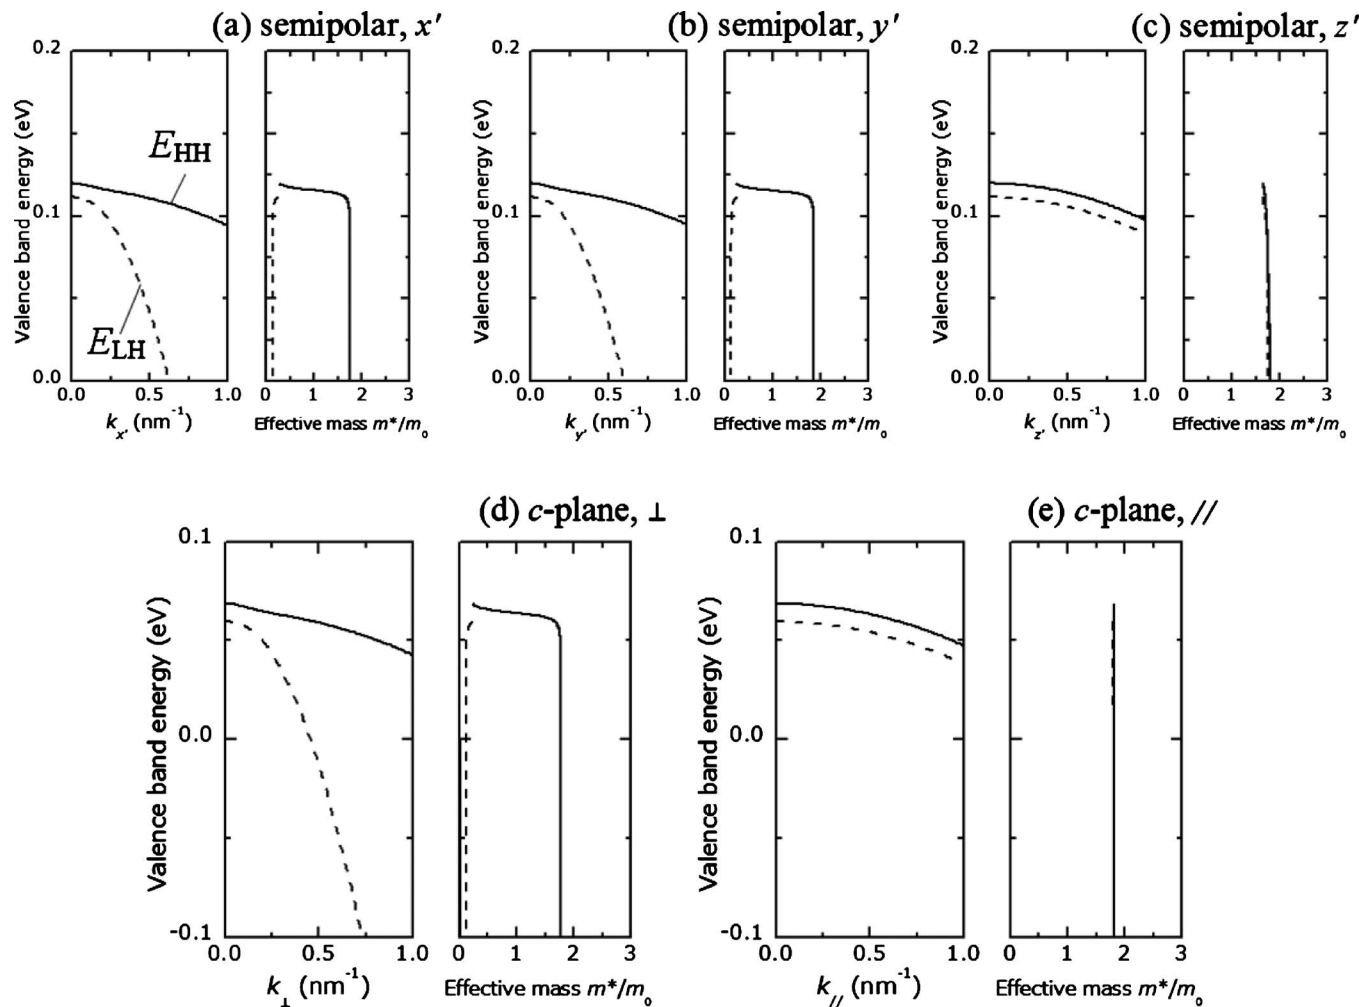 (a) semipolar, x′
(b) semipolar, y′
(c) semipolar, z′
Valence band energy (eV)
0.2
0.1
0.0
E_HH
E_LH
0.0 0.5 1.0
k_x' (nm⁻¹)
0 1 2 3
Effective mass m*/m₀
Valence band energy (eV)
0.2
0.1
0.0
0.0 0.5 1.0
k_y' (nm⁻¹)
0 1 2 3
Effective mass m*/m₀
Valence band energy (eV)
0.2
0.1
0.0
0.0 0.5 1.0
k_z' (nm⁻¹)
0 1 2 3
Effective mass m*/m₀
(d) c-plane, ⊥
(e) c-plane, //
Valence band energy (eV)
0.1
0.0
-0.1
0.0 0.5 1.0
k_⊥ (nm⁻¹)
0 1 2 3
Effective mass m*/m₀
Valence band energy (eV)
0.1
0.0
-0.1
0.0 0.5 1.0
k_// (nm⁻¹)
0 1 2 3
Effective mass m*/m₀